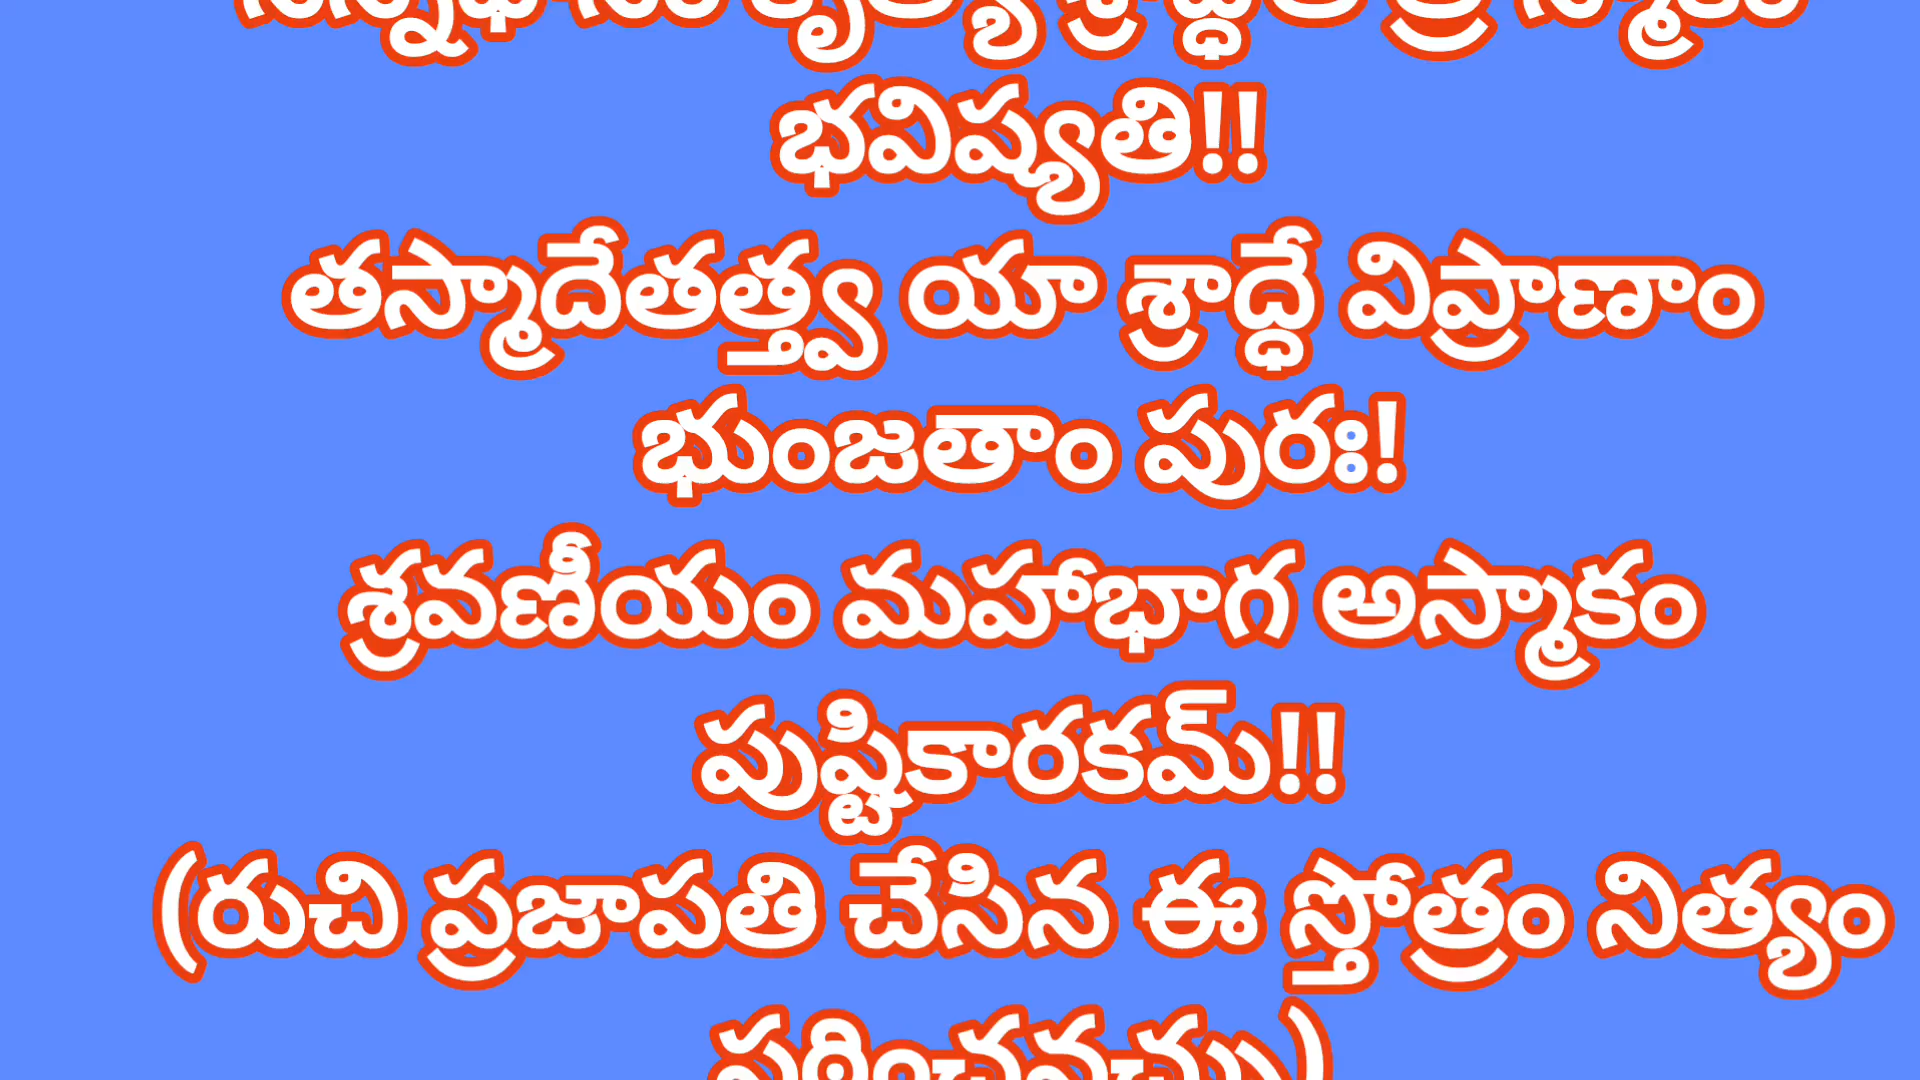 భవిష్యతి!!
తస్మాదేతత్త్వ యా శ్రాద్ధే విప్రాణాం
భుంజతాం పురః!
శ్రవణీయం మహాభాగ అస్మాకం
పుష్టికారకమ్!!
(రుచి ప్రజాపతి చేసిన ఈ స్తోత్రం నిత్యం